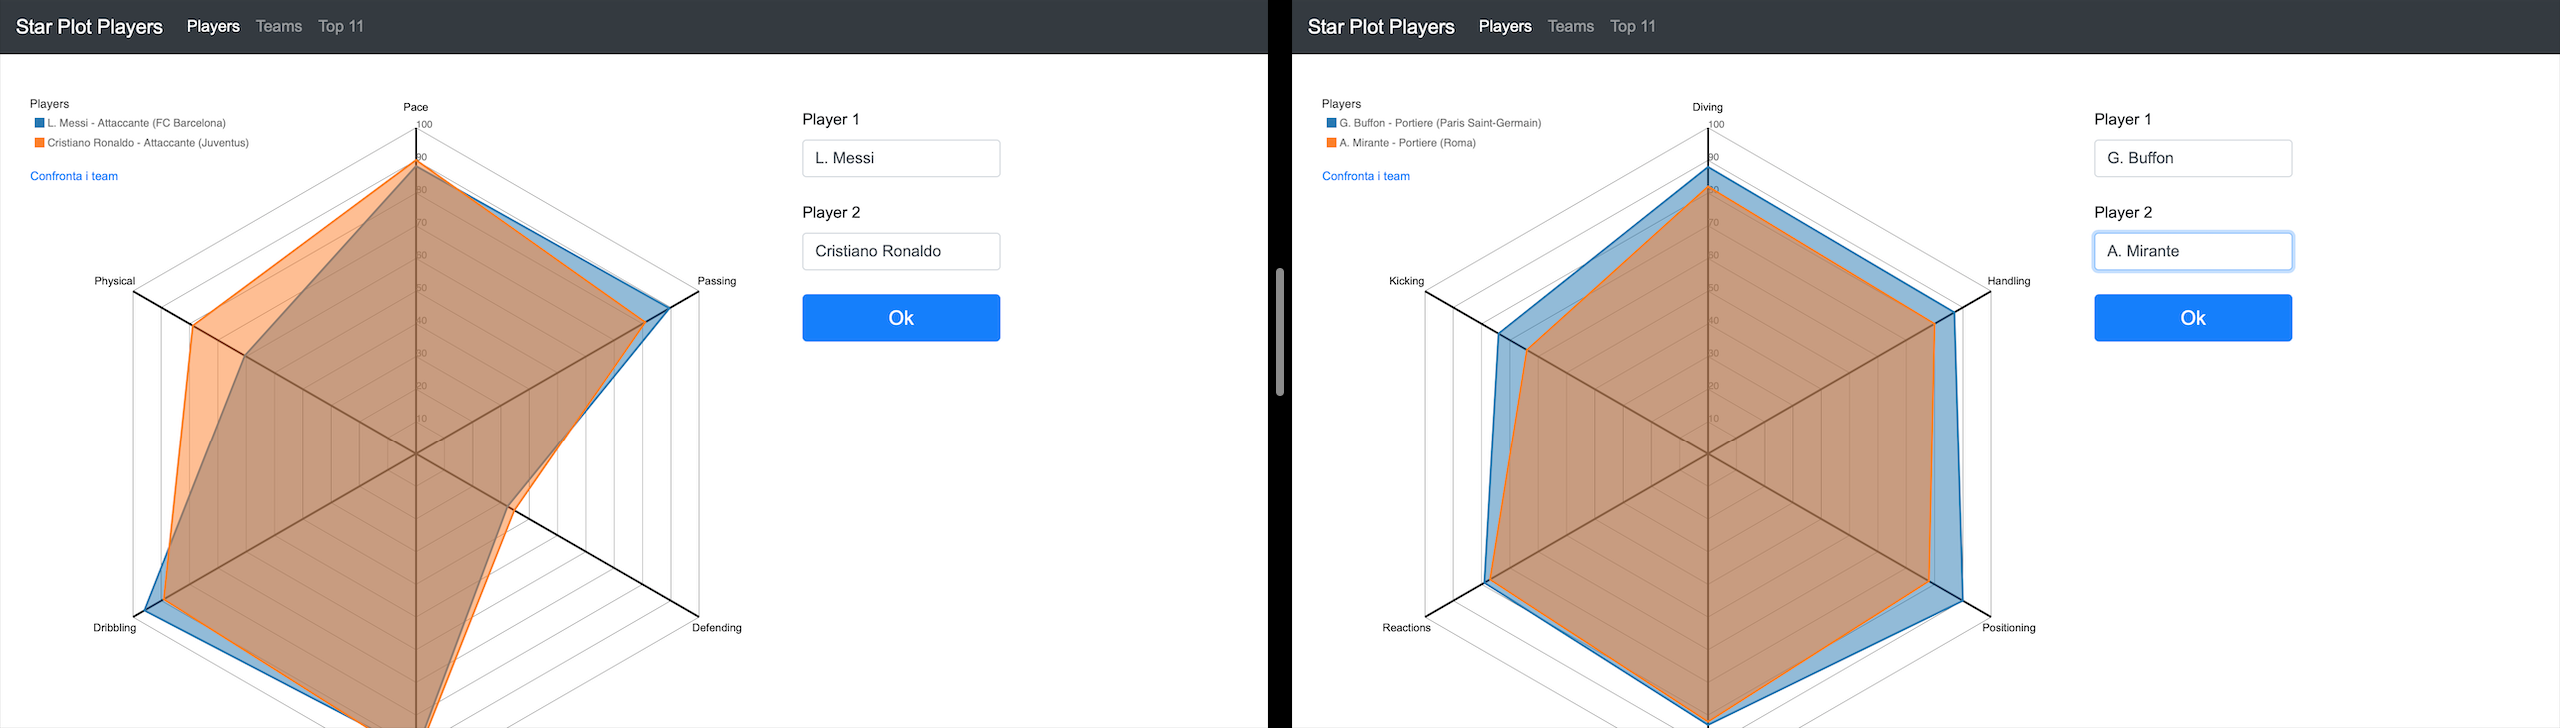 Star Plot Players Players Teams Top 11
Players
L. Messi - Attaccante (FC Barcelona)
Cristiano Ronaldo - Attaccante (Juventus)
Confronta i team
Pace
100
90
80
70
60
50
40
30
20
10
Passing
Defending
Dribbling
Physical
Player 1
L. Messi
Player 2
Cristiano Ronaldo
Ok
Star Plot Players Players Teams Top 11
Players
G. Buffon - Portiere (Paris Saint-Germain)
A. Mirante - Portiere (Roma)
Confronta i team
Diving
100
90
80
70
60
50
40
30
20
10
Handling
Positioning
Reactions
Kicking
Player 1
G. Buffon
Player 2
A. Mirante
Ok